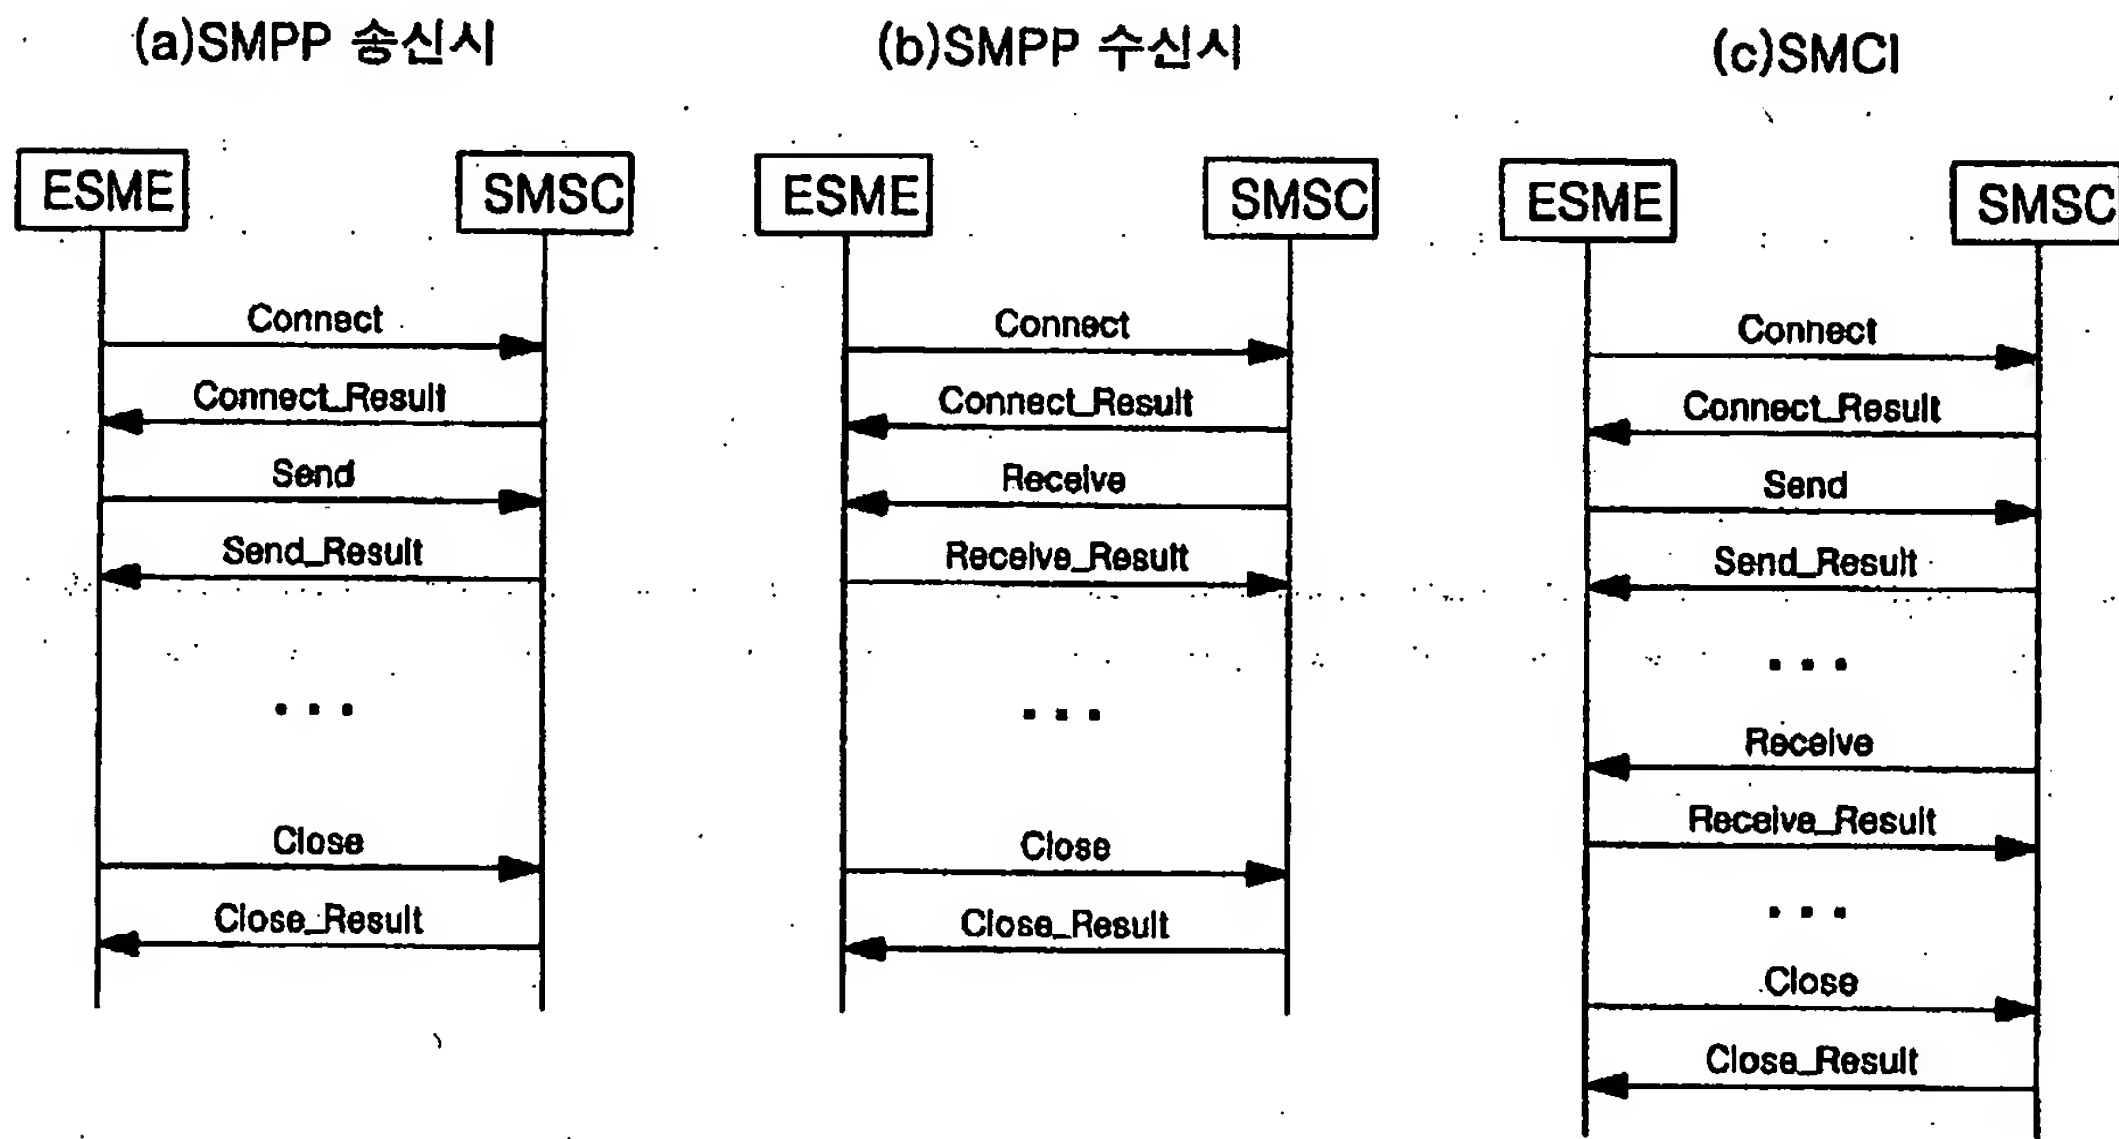 (a)SMPP 송신시
ESME
SMSC
Connect
Connect_Result
Send
Send_Result
...
Close
Close_Result
(b)SMPP 수신시
ESME
SMSC
Connect
Connect_Result
Receive
Receive_Result
...
Close
Close_Result
(c)SMCI
ESME
SMSC
Connect
Connect_Result
Send
Send_Result
...
Receive
Receive_Result
...
Close
Close_Result